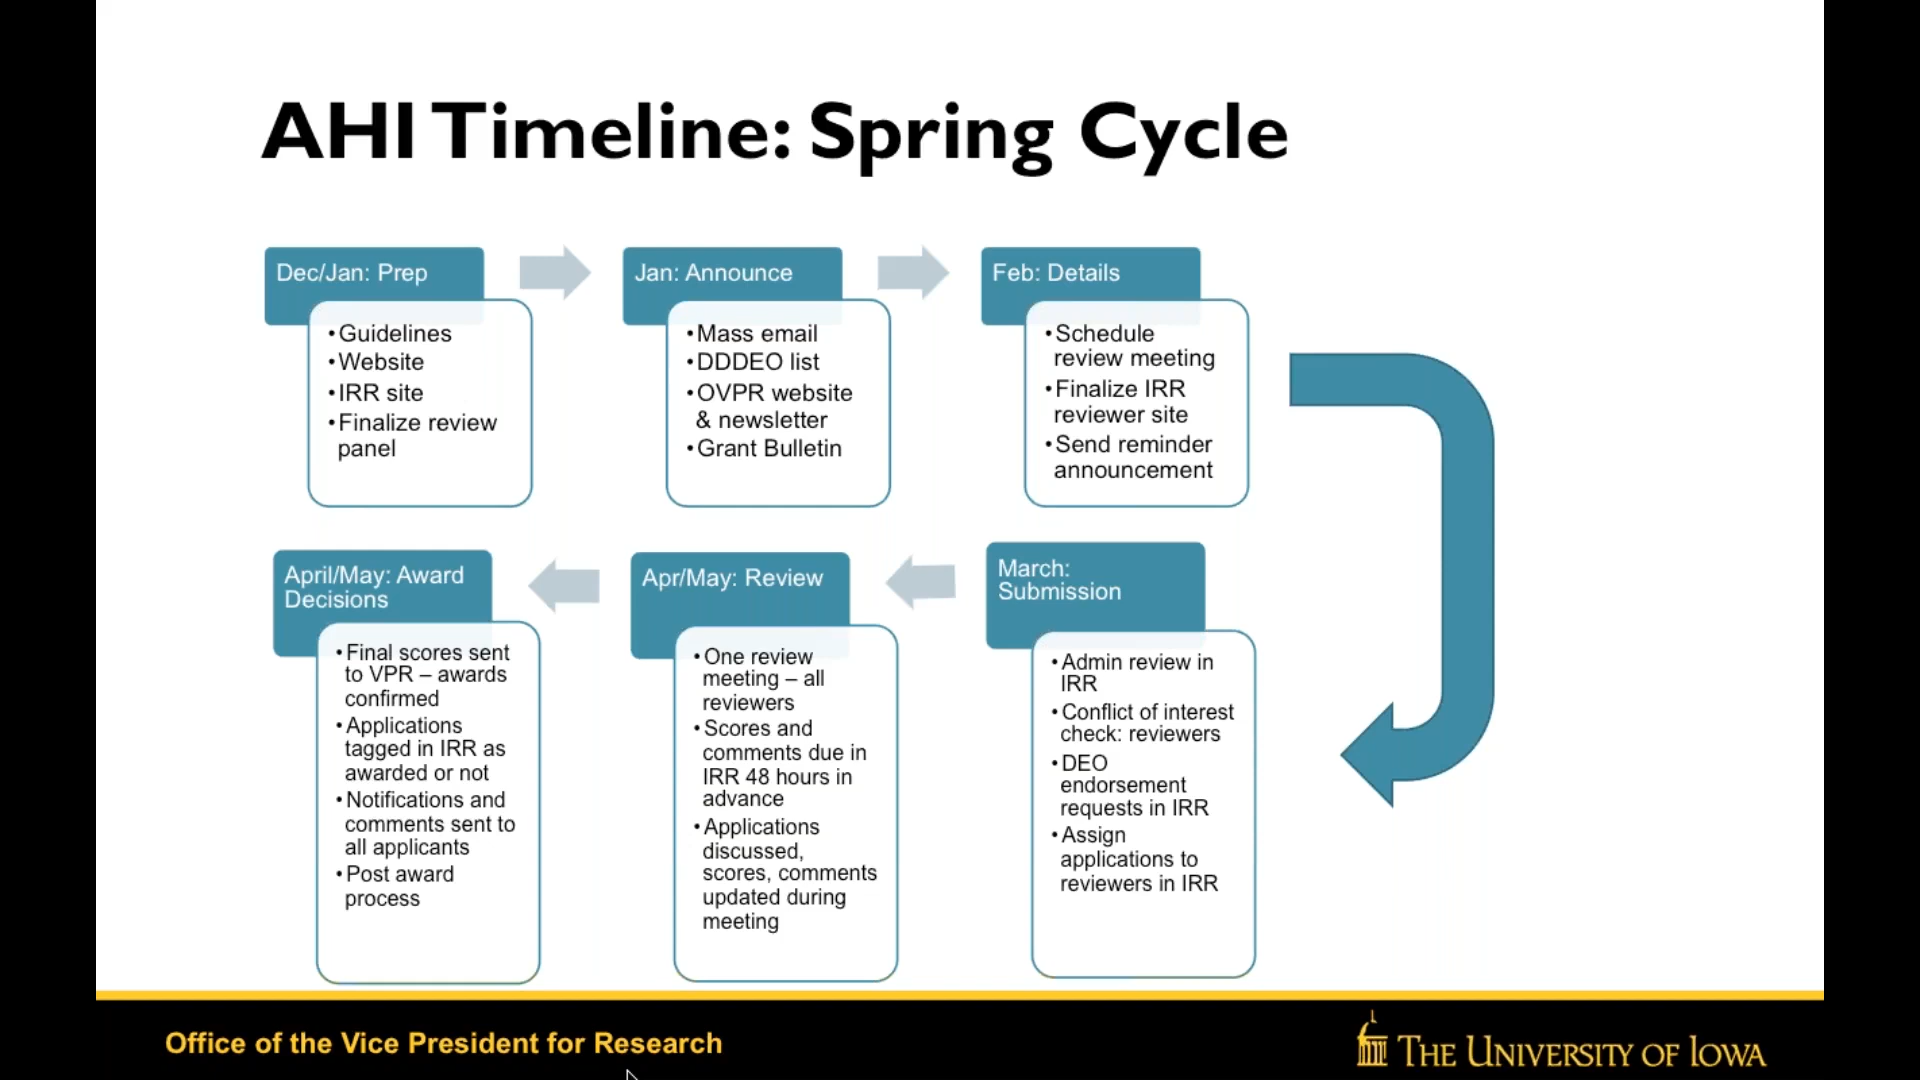 AHI Timeline: Spring Cycle
Dec/Jan: Prep
•Guidelines
•Website
•IRR site
•Finalize review
panel
Jan: Announce
•Mass email
•DDDEO list
•OVPR website
& newsletter
•Grant Bulletin
Feb: Details
•Schedule
review meeting
•Finalize IRR
reviewer site
•Send reminder
announcement
March:
Submission
•Admin review in
IRR
•Conflict of interest
check: reviewers
•DEO
endorsement
requests in IRR
•Assign
applications to
reviewers in IRR
Apr/May: Review
•One review
meeting – all
reviewers
•Scores and
comments due in
IRR 48 hours in
advance
•Applications
discussed,
scores, comments
updated during
meeting
April/May: Award
Decisions
•Final scores sent
to VPR – awards
confirmed
•Applications
tagged in IRR as
awarded or not
•Notifications and
comments sent to
all applicants
•Post award
process
Office of the Vice President for Research
THE UNIVERSITY OF IOWA